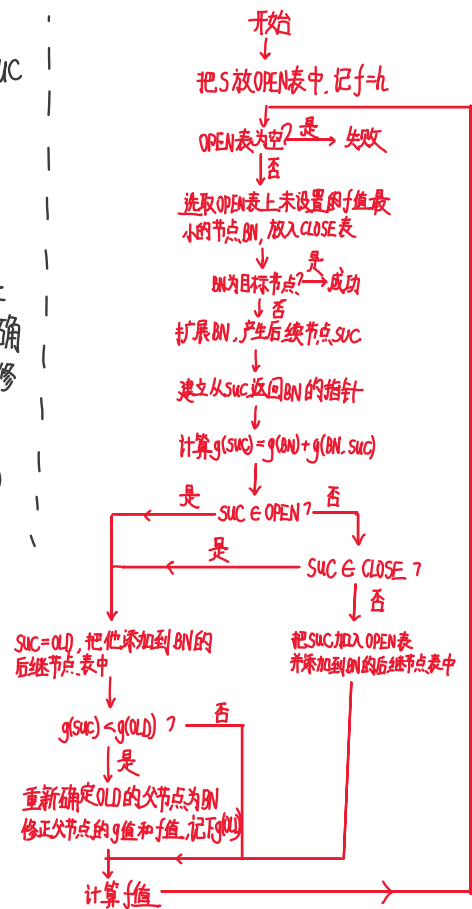 UC
确
修
开始
把S放OPEN表中,记f=h
OPEN表为空? 是 失败
否
选取OPEN表上未设置的f值最
小的节点BN,放入CLOSE表
是
BN为目标节点? 成功
否
扩展BN,产生后续节点SUC
建立从SUC返回BN的指针
计算g(SUC)=g(BN)+g(BN.SUC)
是 SUC∈OPEN? 否
是 SUC∈CLOSE?
否
SUC=OLD,把他添加到BN的
后继节点表中
把SUC加入OPEN表
并添加到BN的后继节点表中
g(SUC)<g(OLD)? 否
是
重新确定OLD的父节点为BN
修正父节点的g值和f值,记下g(OLD)
计算f值